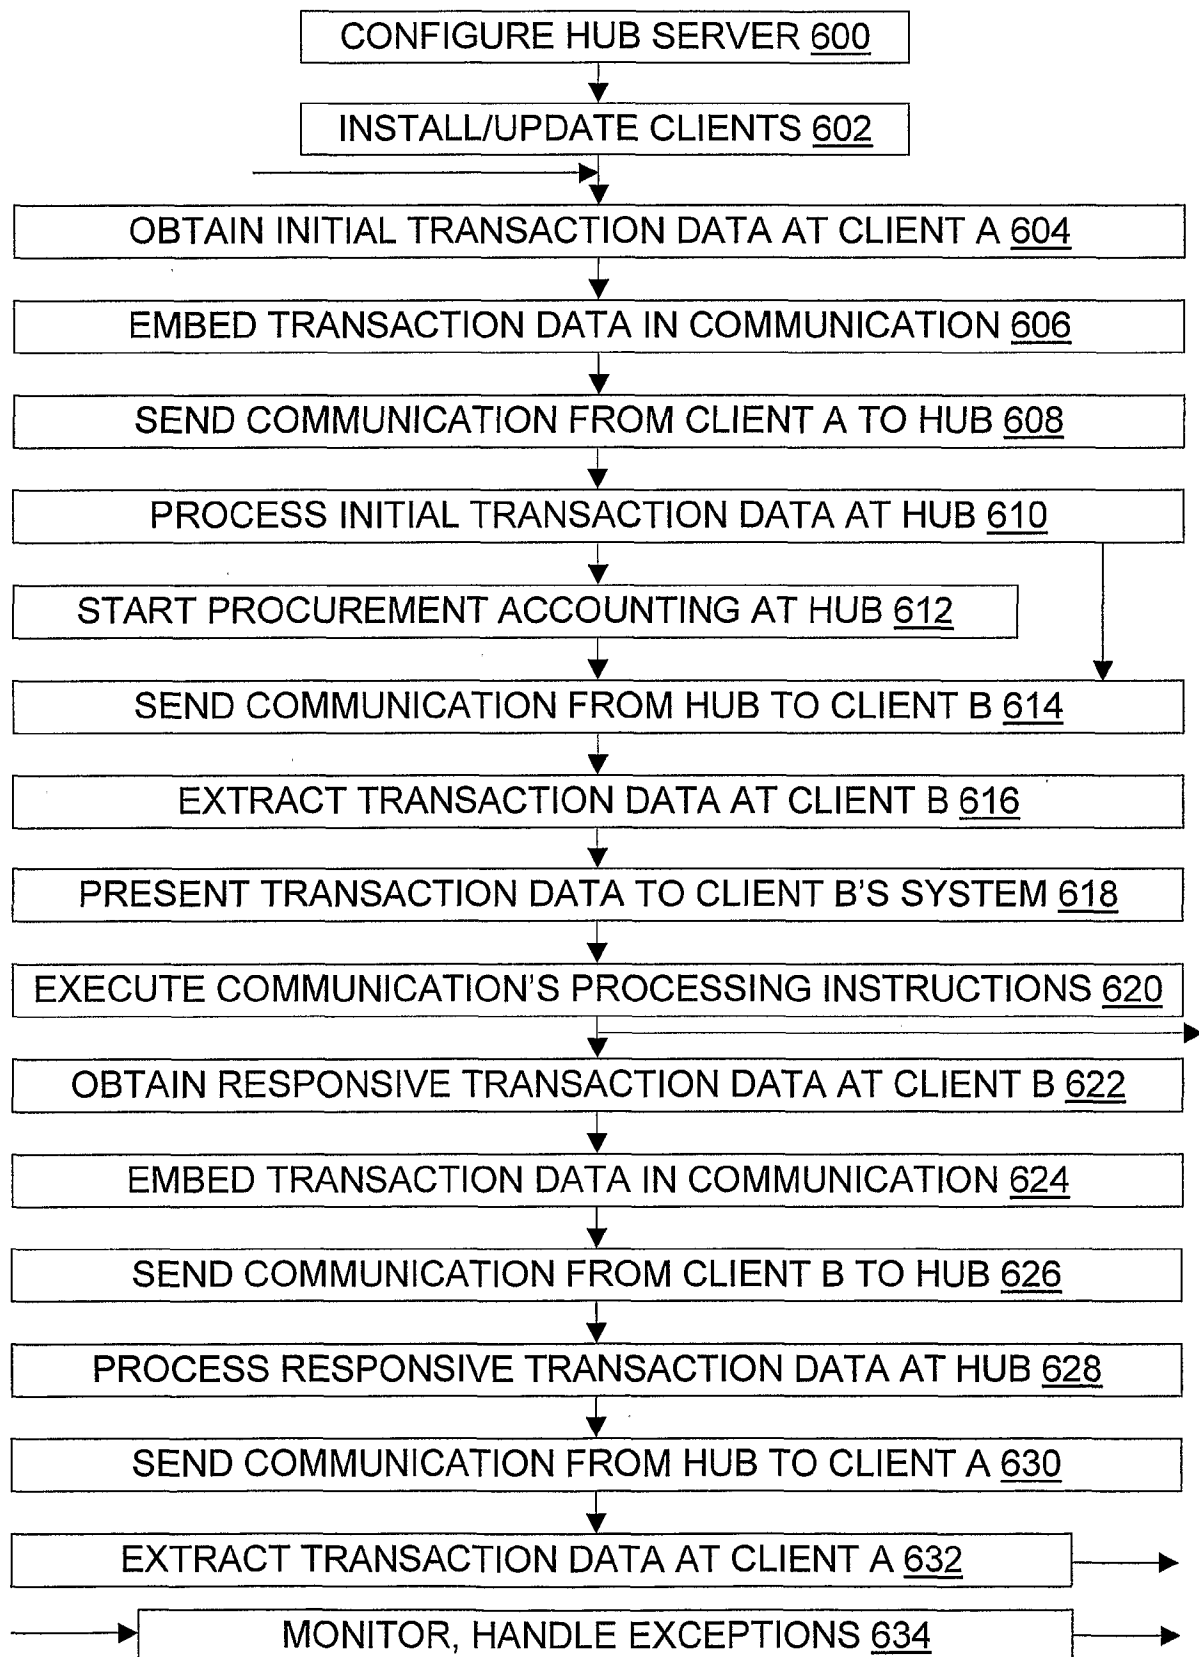 CONFIGURE HUB SERVER 600
INSTALL/UPDATE CLIENTS 602
OBTAIN INITIAL TRANSACTION DATA AT CLIENT A 604
EMBED TRANSACTION DATA IN COMMUNICATION 606
SEND COMMUNICATION FROM CLIENT A TO HUB 608
PROCESS INITIAL TRANSACTION DATA AT HUB 610
START PROCUREMENT ACCOUNTING AT HUB 612
SEND COMMUNICATION FROM HUB TO CLIENT B 614
EXTRACT TRANSACTION DATA AT CLIENT B 616
PRESENT TRANSACTION DATA TO CLIENT B'S SYSTEM 618
EXECUTE COMMUNICATION'S PROCESSING INSTRUCTIONS 620
OBTAIN RESPONSIVE TRANSACTION DATA AT CLIENT B 622
EMBED TRANSACTION DATA IN COMMUNICATION 624
SEND COMMUNICATION FROM CLIENT B TO HUB 626
PROCESS RESPONSIVE TRANSACTION DATA AT HUB 628
SEND COMMUNICATION FROM HUB TO CLIENT A 630
EXTRACT TRANSACTION DATA AT CLIENT A 632
MONITOR, HANDLE EXCEPTIONS 634